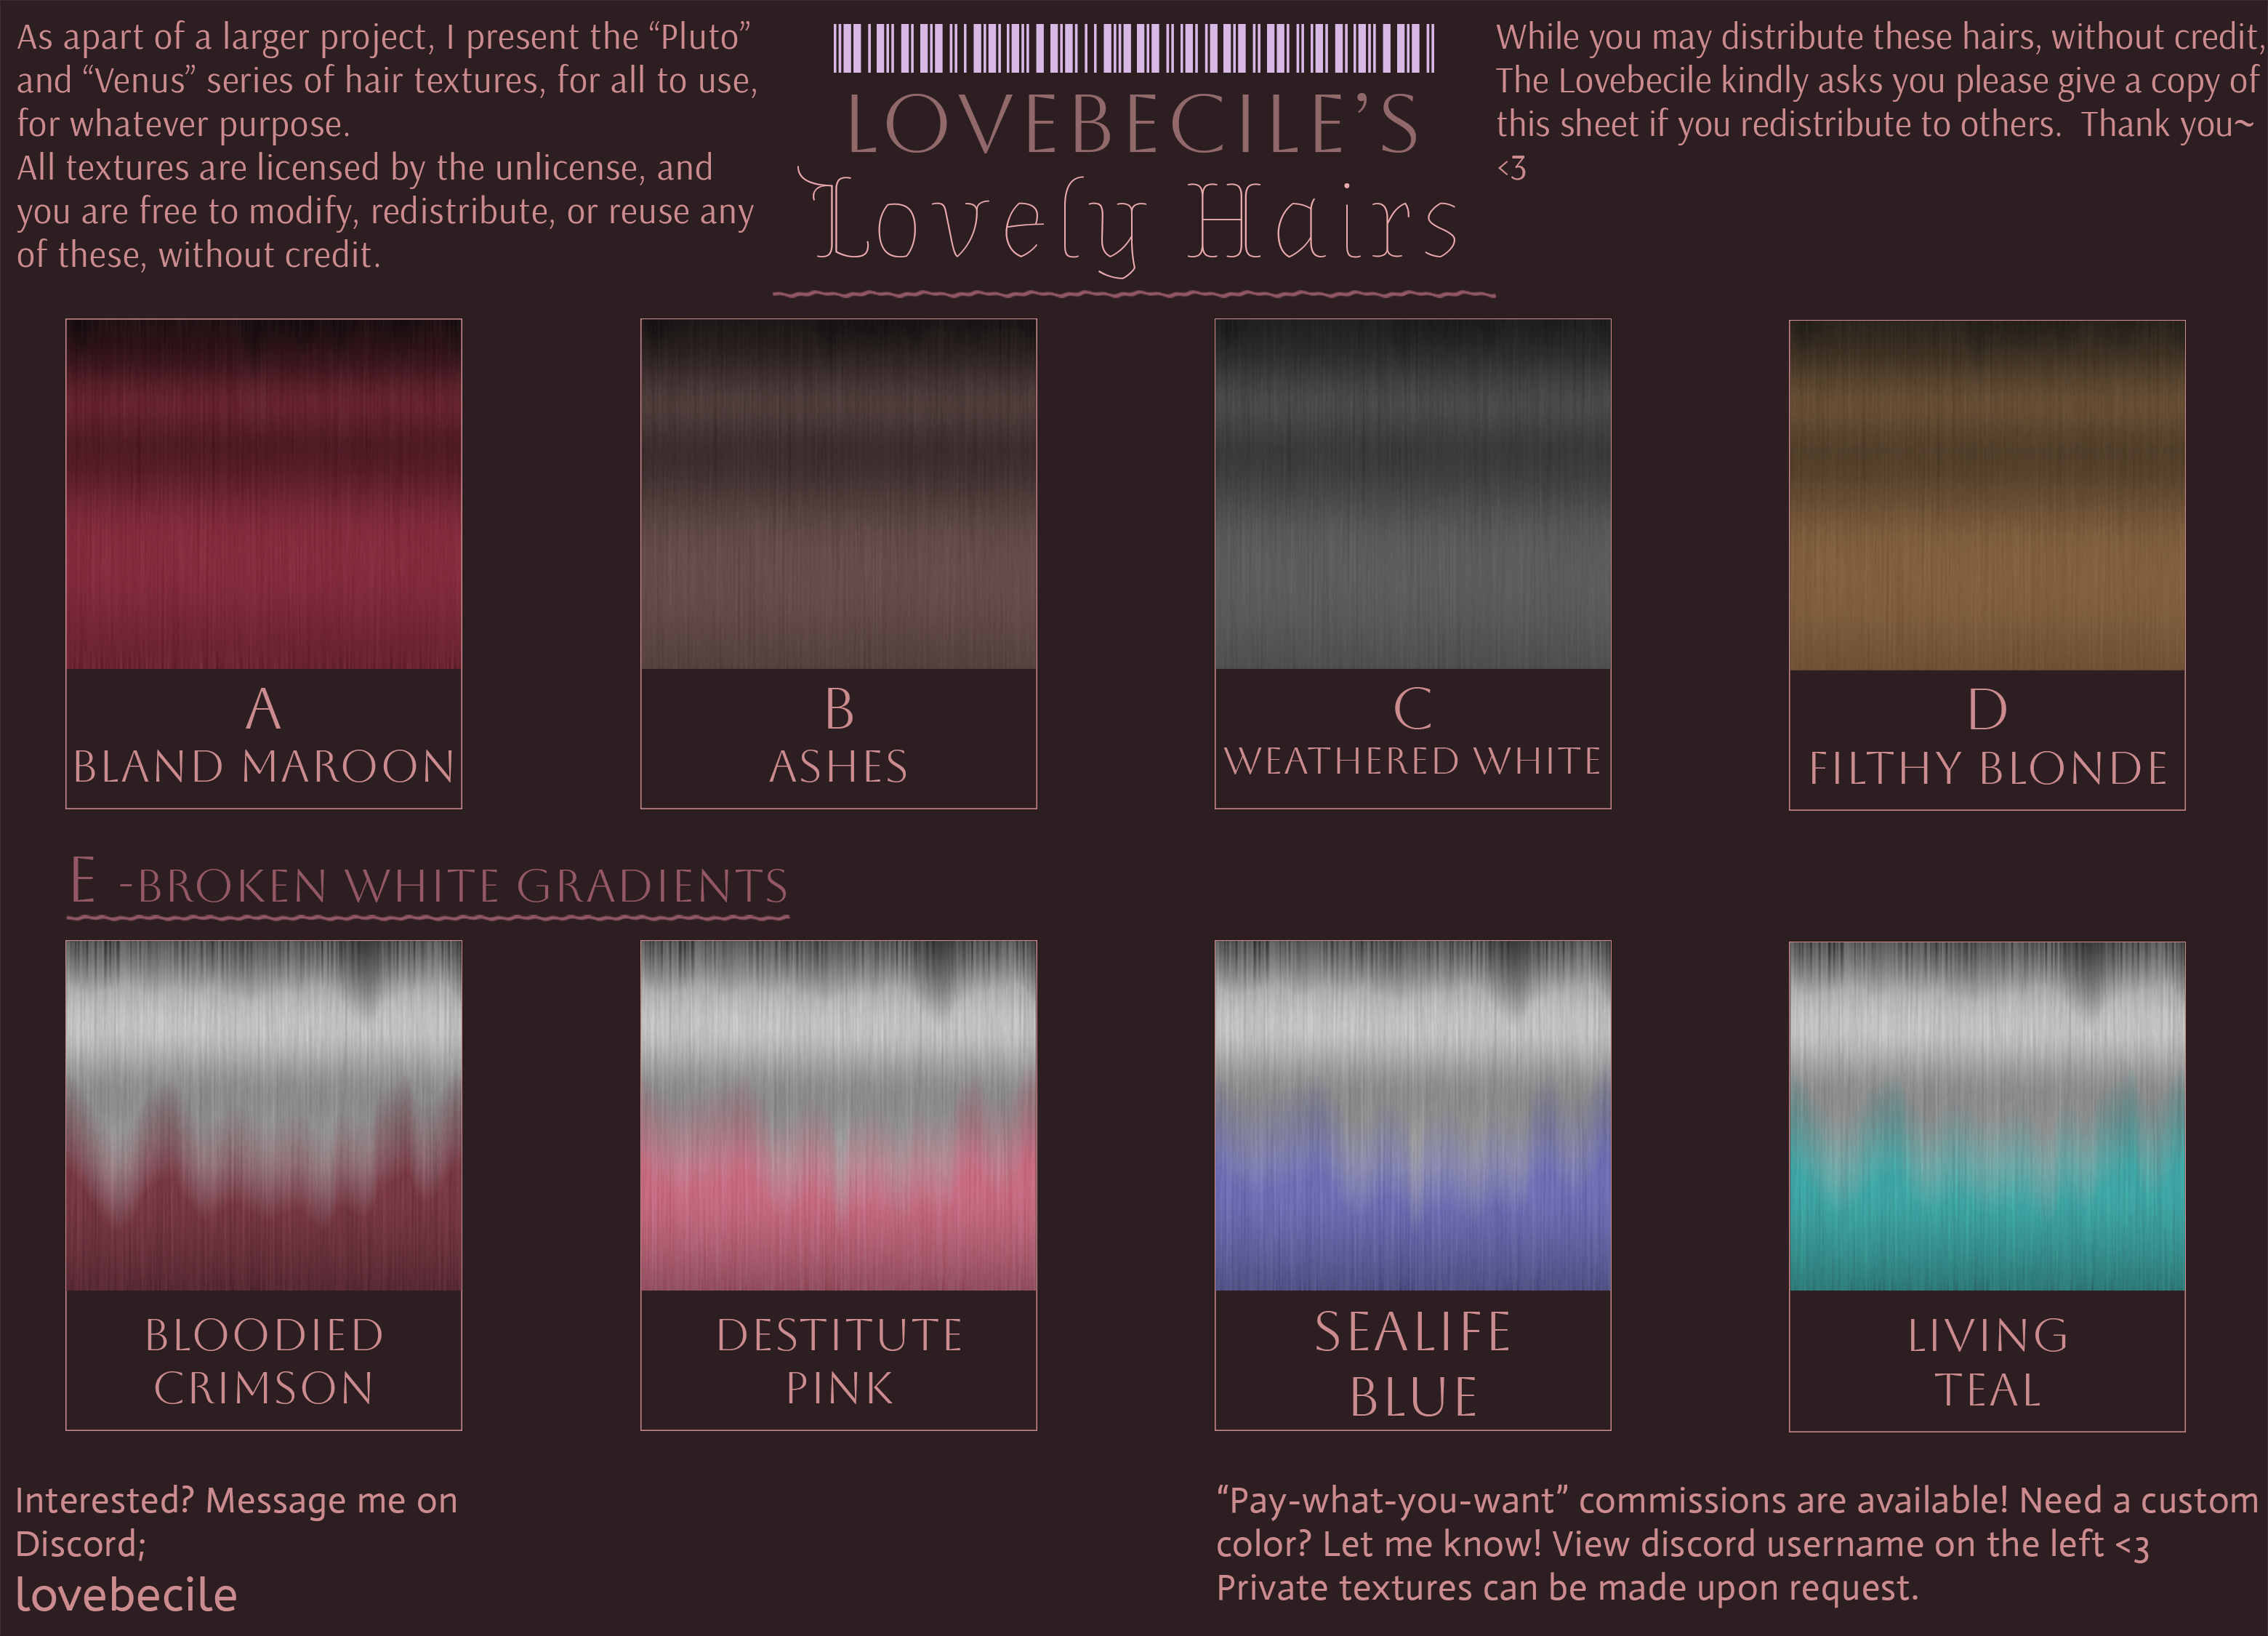 As apart of a larger project, I present the “Pluto”
and “Venus” series of hair textures, for all to use,
for whatever purpose.
All textures are licensed by the unlicense, and
you are free to modify, redistribute, or reuse any
of these, without credit.
LOVEBECILE’S
Lovely Hairs
While you may distribute these hairs, without credit,
The Lovebecile kindly asks you please give a copy of
this sheet if you redistribute to others.  Thank you~
<3
A
BLAND MAROON
B
ASHES
C
WEATHERED WHITE
D
FILTHY BLONDE
E -BROKEN WHITE GRADIENTS
BLOODIED
CRIMSON
DESTITUTE
PINK
SEALIFE
BLUE
LIVING
TEAL
Interested? Message me on
Discord;
lovebecile
“Pay-what-you-want” commissions are available! Need a custom
color? Let me know! View discord username on the left <3
Private textures can be made upon request.